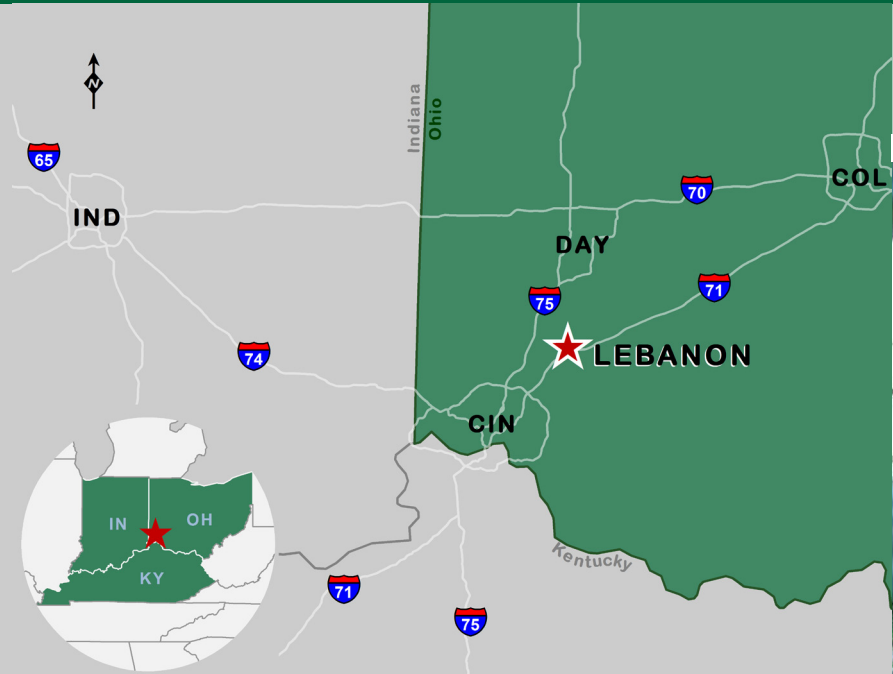 Indiana
Ohio
N
65
70
COL
IND
DAY
71
75
74
LEBANON
CIN
IN
OH
KY
Kentucky
71
75